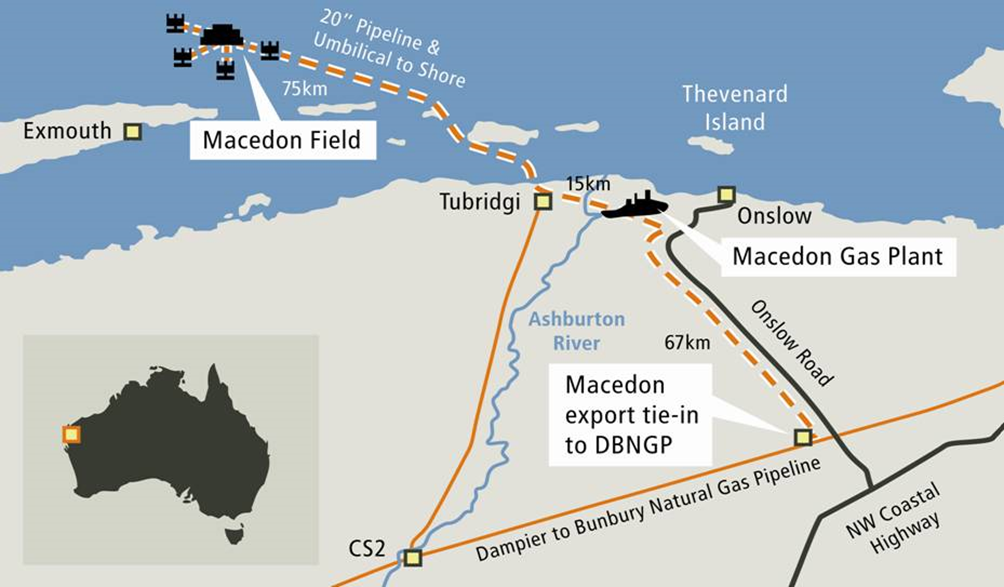 20” Pipeline &
Umbilical to Shore
75km
Thevenard
Island
Exmouth
Macedon Field
15km
Tubridgi
Onslow
Macedon Gas Plant
Ashburton
River
67km
Onslow Road
Macedon
export tie-in
to DBNGP
Dampier to Bunbury Natural Gas Pipeline
NW Coastal
Highway
CS2